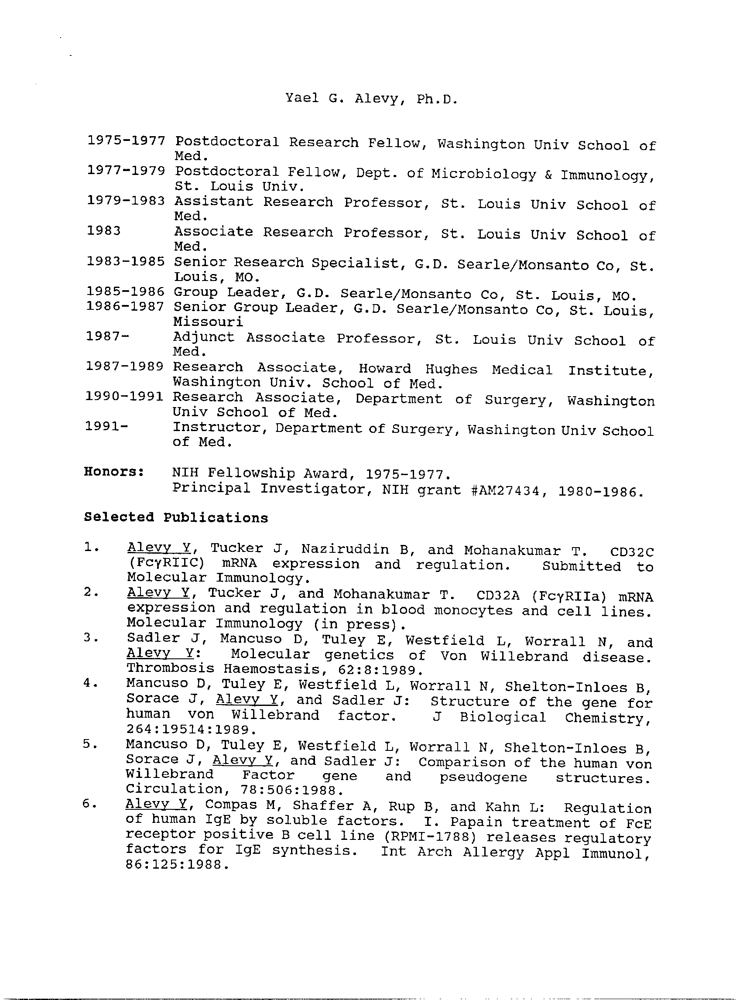 Yael G. Alevy, Ph.D.
1975-1977 Postdoctoral Research Fellow, Washington Univ School of
Med.
1977-1979 Postdoctoral Fellow, Dept. of Microbiology & Immunology,
St. Louis Univ.
1979-1983 Assistant Research Professor, St. Louis Univ School of
Med.
1983 Associate Research Professor, St. Louis Univ School of
Med.
1983-1985 Senior Research Specialist, G.D. Searle/Monsanto Co, St.
Louis, MO.
1985-1986 Group Leader, G.D. Searle/Monsanto Co, St. Louis, MO.
1986-1987 Senior Group Leader, G.D. Searle/Monsanto Co, St. Louis,
Missouri
1987- Adjunct Associate Professor, St. Louis Univ School of
Med.
1987-1989 Research Associate, Howard Hughes Medical Institute,
Washington Univ. School of Med.
1990-1991 Research Associate, Department of Surgery, Washington
Univ School of Med.
1991- Instructor, Department of Surgery, Washington Univ School
of Med.
Honors: NIH Fellowship Award, 1975-1977.
Principal Investigator, NIH grant #AM27434, 1980-1986.
Selected Publications
1. Alevy Y, Tucker J, Naziruddin B, and Mohanakumar T. CD32C
(FcγRIIC) mRNA expression and regulation. Submitted to
Molecular Immunology.
2. Alevy Y, Tucker J, and Mohanakumar T. CD32A (FcγRIIa) mRNA
expression and regulation in blood monocytes and cell lines.
Molecular Immunology (in press).
3. Sadler J, Mancuso D, Tuley E, Westfield L, Worrall N, and
Alevy Y: Molecular genetics of Von Willebrand disease.
Thrombosis Haemostasis, 62:8:1989.
4. Mancuso D, Tuley E, Westfield L, Worrall N, Shelton-Inloes B,
Sorace J, Alevy Y, and Sadler J: Structure of the gene for
human von Willebrand factor. J Biological Chemistry,
264:19514:1989.
5. Mancuso D, Tuley E, Westfield L, Worrall N, Shelton-Inloes B,
Sorace J, Alevy Y, and Sadler J: Comparison of the human von
Willebrand Factor gene and pseudogene structures.
Circulation, 78:506:1988.
6. Alevy Y, Compas M, Shaffer A, Rup B, and Kahn L: Regulation
of human IgE by soluble factors. I. Papain treatment of FcE
receptor positive B cell line (RPMI-1788) releases regulatory
factors for IgE synthesis. Int Arch Allergy Appl Immunol,
86:125:1988.